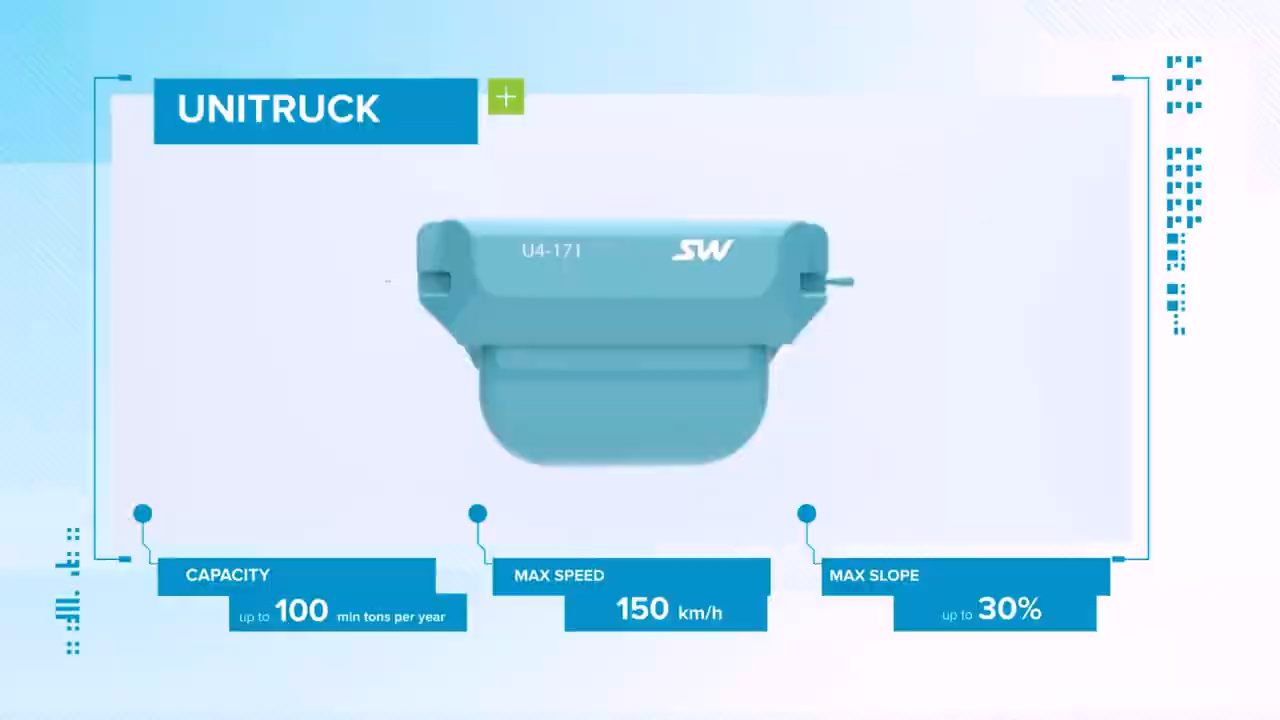 UNITRUCK
U4-171
SW
CAPACITY
up to 100 mln tons per year
MAX SPEED
150 km/h
MAX SLOPE
up to 30%